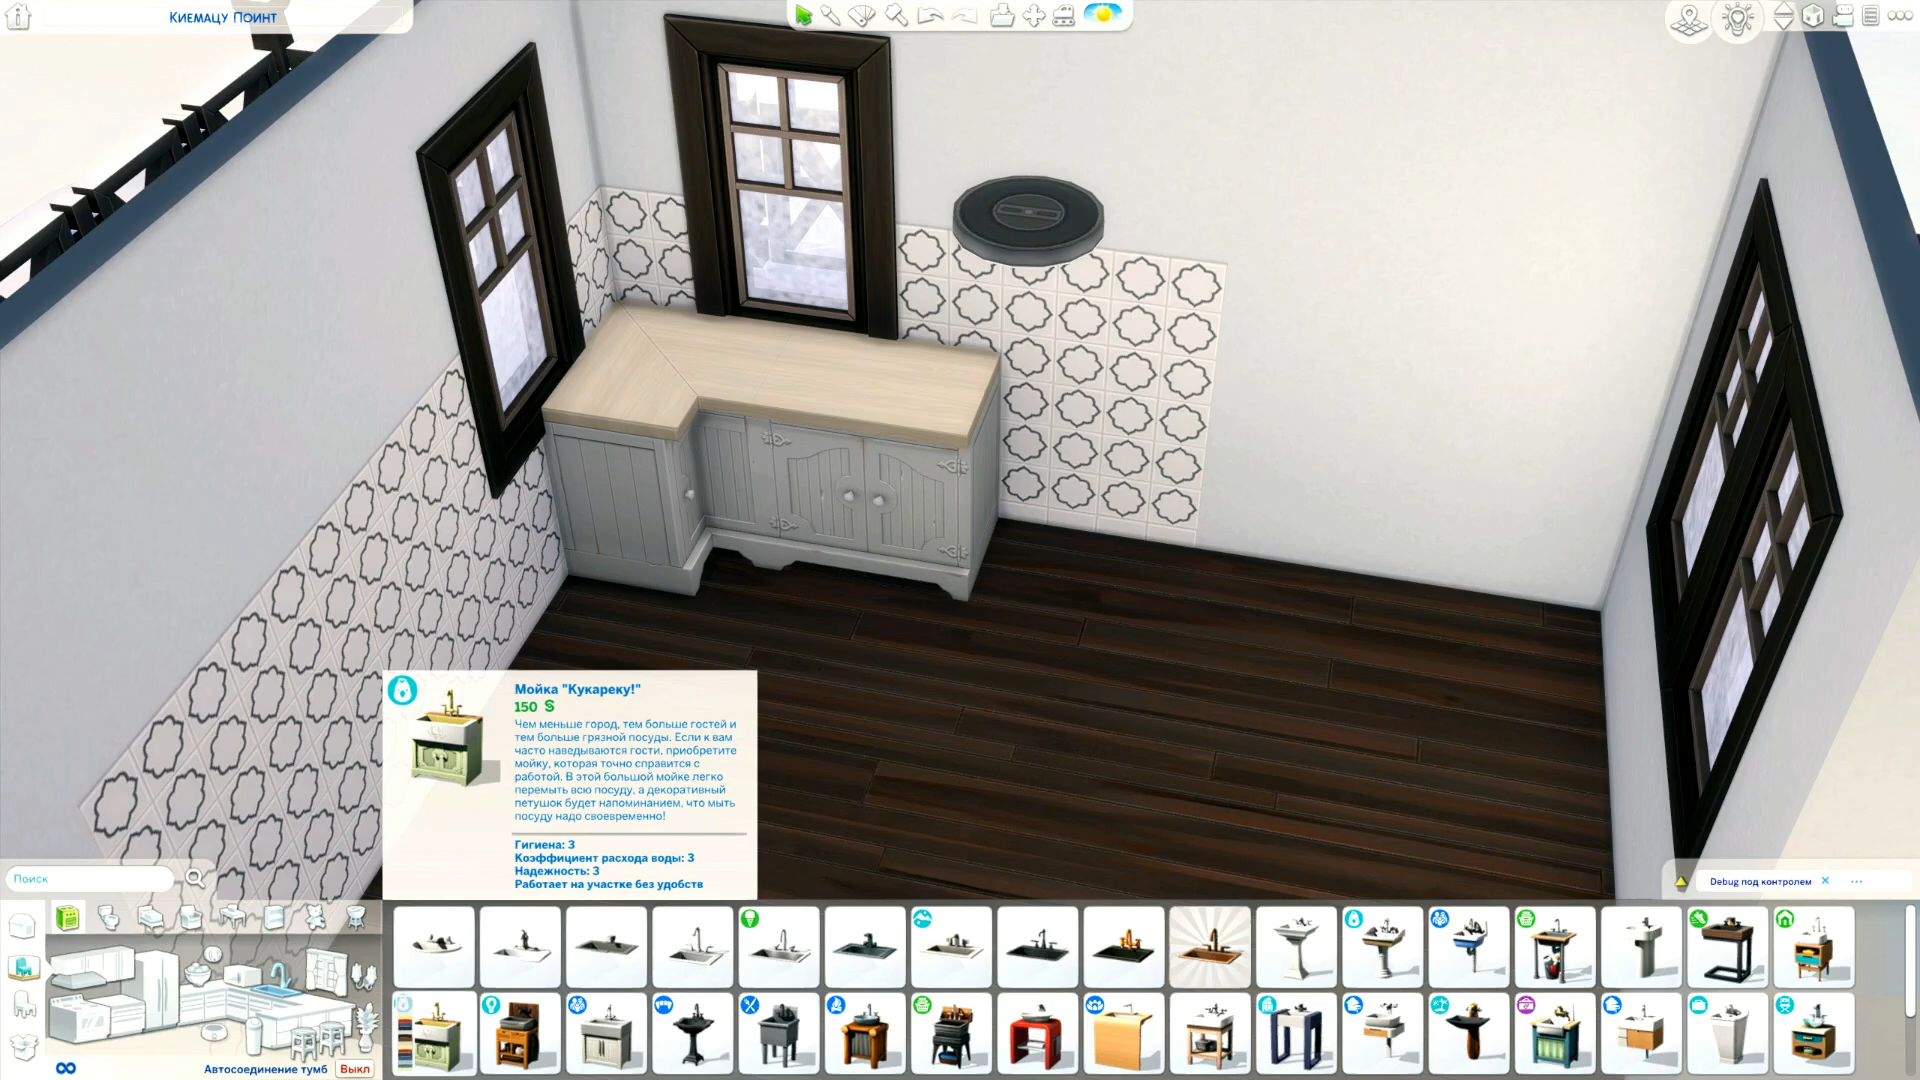 Киемацу Поинт
Мойка "Кукареку!"
150 §
Чем меньше город, тем больше гостей и
тем больше грязной посуды. Если к вам
часто наведываются гости, приобретите
мойку, которая точно справится с
работой. В этой большой мойке легко
перемыть всю посуду, а декоративный
петушок будет напоминанием, что мыть
посуду надо своевременно!
Гигиена: 3
Коэффициент расхода воды: 3
Надежность: 3
Работает на участке без удобств
Поиск
Debug под контролем
Автосоединение тумб Выкл